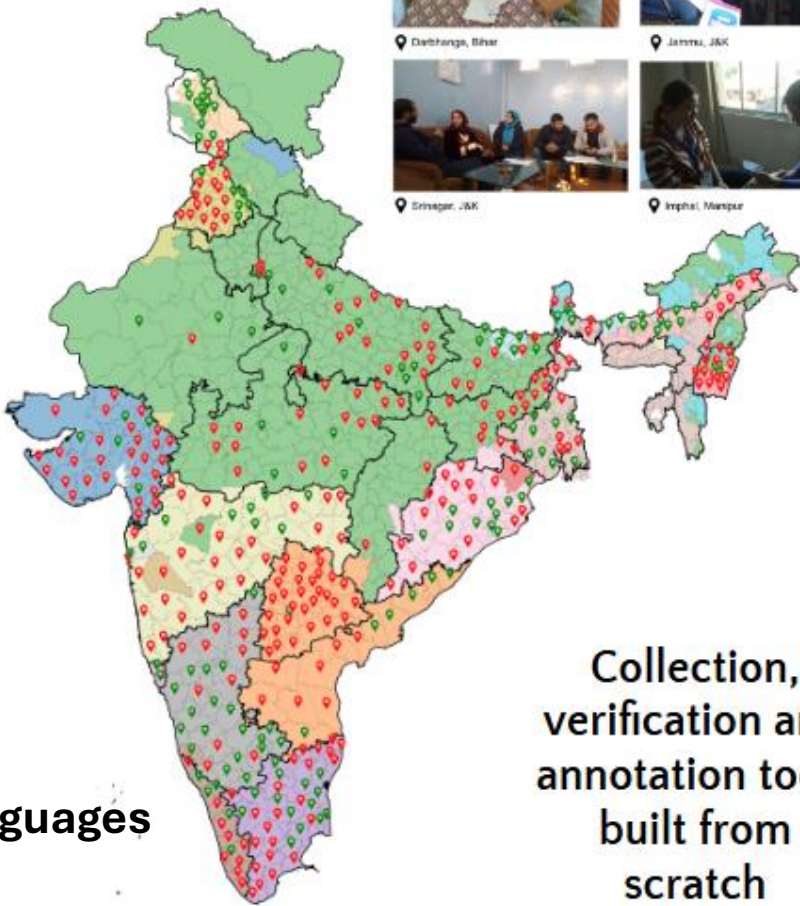 Darbhanga, Bihar
Jammu, J&K
Srinagar, J&K
Imphal, Manipur
Collection,
verification a
annotation to
built from
scratch
guages